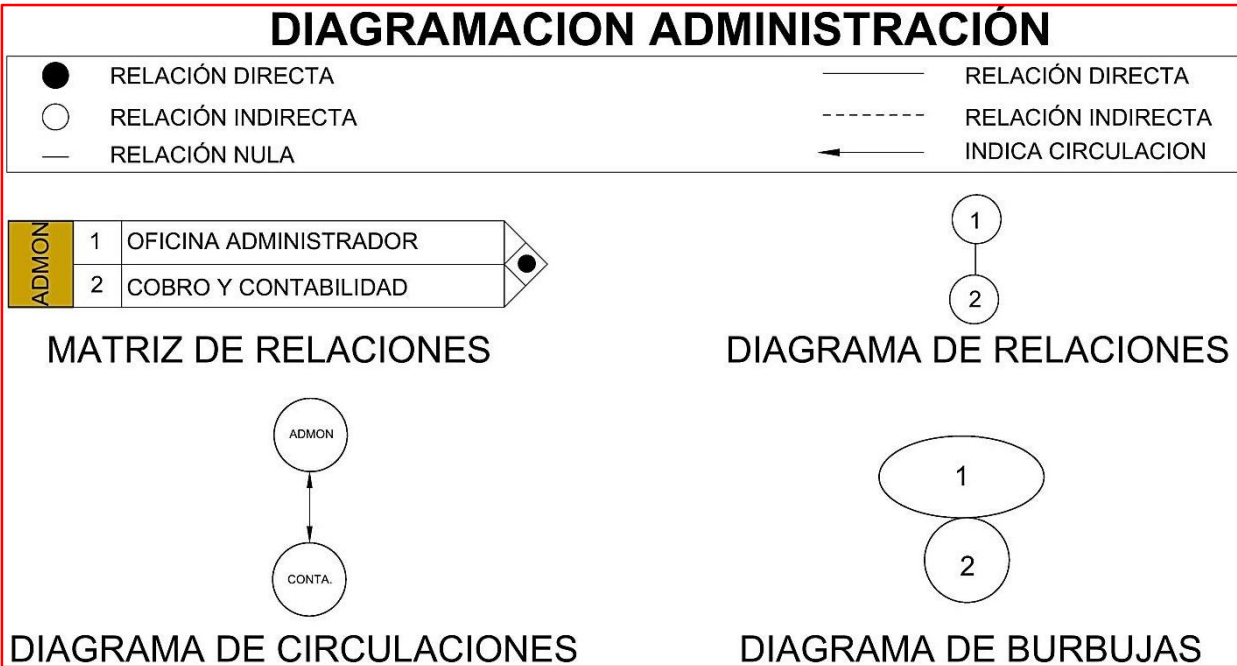 DIAGRAMACION ADMINISTRACIÓN
RELACIÓN DIRECTA
RELACIÓN INDIRECTA
RELACIÓN NULA
RELACIÓN DIRECTA
RELACIÓN INDIRECTA
INDICA CIRCULACION
ADMON
1 OFICINA ADMINISTRADOR
2 COBRO Y CONTABILIDAD
MATRIZ DE RELACIONES
1
2
DIAGRAMA DE RELACIONES
ADMON
CONTA.
DIAGRAMA DE CIRCULACIONES
1
2
DIAGRAMA DE BURBUJAS